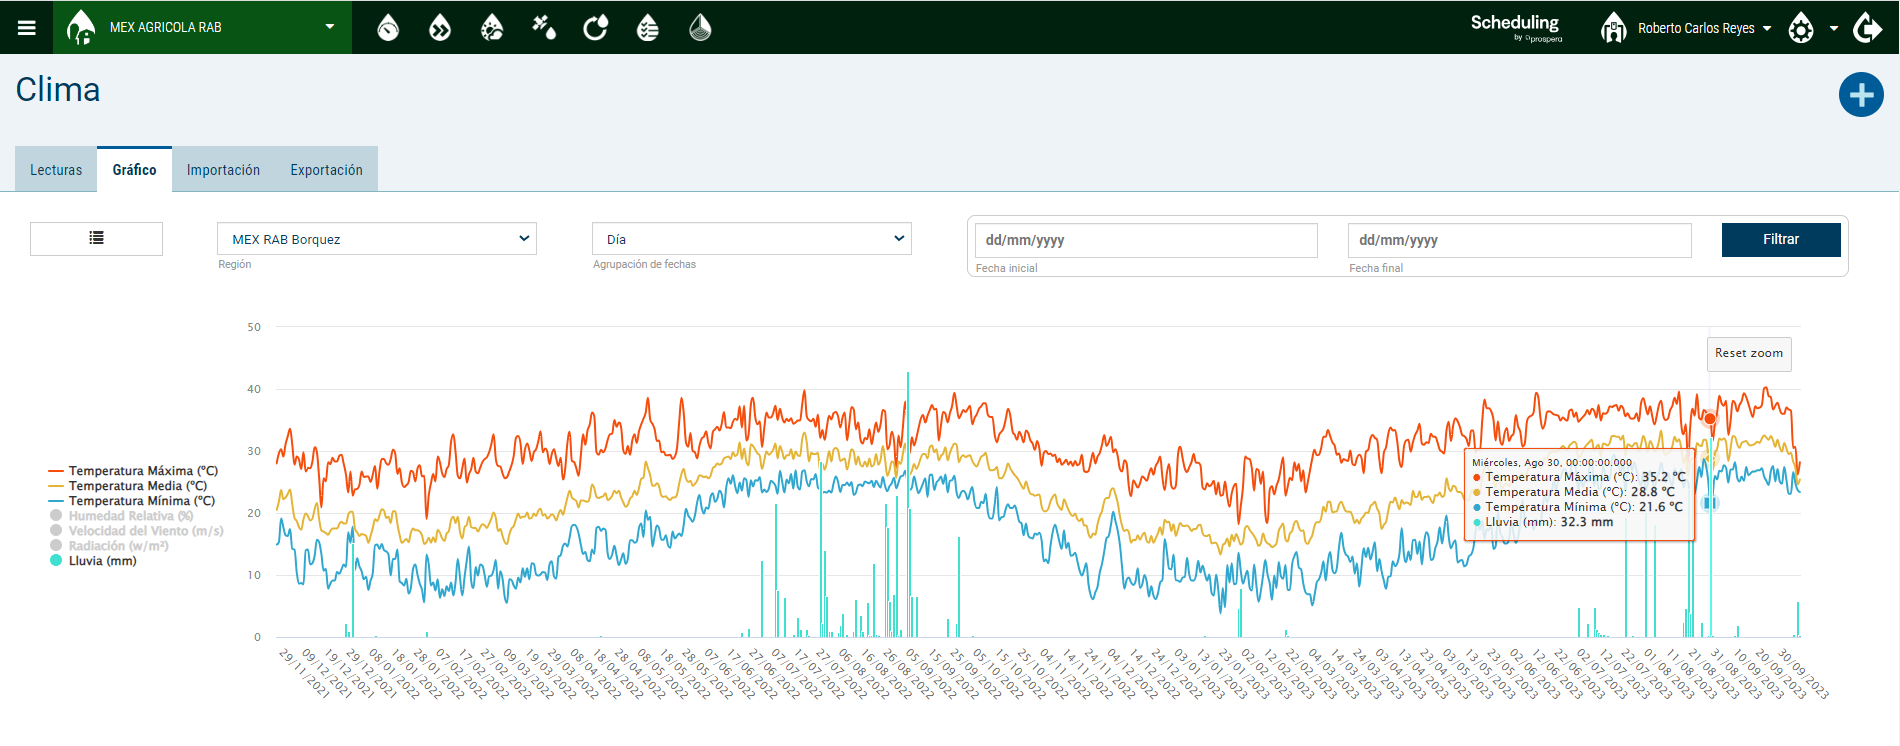 MEX AGRICOLA RAB
Scheduling
by prospera
Roberto Carlos Reyes
Clima
Lecturas
Gráfico
Importación
Exportación
MEX RAB Borquez
Región
Día
Agrupación de fechas
dd/mm/yyyy
Fecha inicial
dd/mm/yyyy
Fecha final
Filtrar
50
40
30
20
10
0
Reset zoom
Temperatura Máxima (ºC)
Temperatura Media (ºC)
Temperatura Mínima (ºC)
Humedad Relativa (%)
Velocidad del Viento (m/s)
Radiación (w/m²)
Lluvia (mm)
Miércoles, Ago 30, 00:00:00.000
Temperatura Máxima (ºC): 35.2 ºC
Temperatura Media (ºC): 28.8 ºC
Temperatura Mínima (ºC): 21.6 ºC
Lluvia (mm): 32.3 mm
29/11/2021
09/12/2021
19/12/2021
29/12/2021
08/01/2022
18/01/2022
28/01/2022
07/02/2022
17/02/2022
27/02/2022
09/03/2022
19/03/2022
29/03/2022
08/04/2022
18/04/2022
28/04/2022
08/05/2022
18/05/2022
28/05/2022
07/06/2022
17/06/2022
27/06/2022
07/07/2022
17/07/2022
27/07/2022
06/08/2022
16/08/2022
26/08/2022
05/09/2022
15/09/2022
25/09/2022
05/10/2022
15/10/2022
25/10/2022
04/11/2022
14/11/2022
24/11/2022
04/12/2022
14/12/2022
24/12/2022
03/01/2023
13/01/2023
23/01/2023
02/02/2023
12/02/2023
22/02/2023
04/03/2023
14/03/2023
24/03/2023
03/04/2023
13/04/2023
23/04/2023
03/05/2023
13/05/2023
23/05/2023
02/06/2023
12/06/2023
22/06/2023
02/07/2023
12/07/2023
22/07/2023
01/08/2023
11/08/2023
21/08/2023
31/08/2023
10/09/2023
20/09/2023
30/09/2023